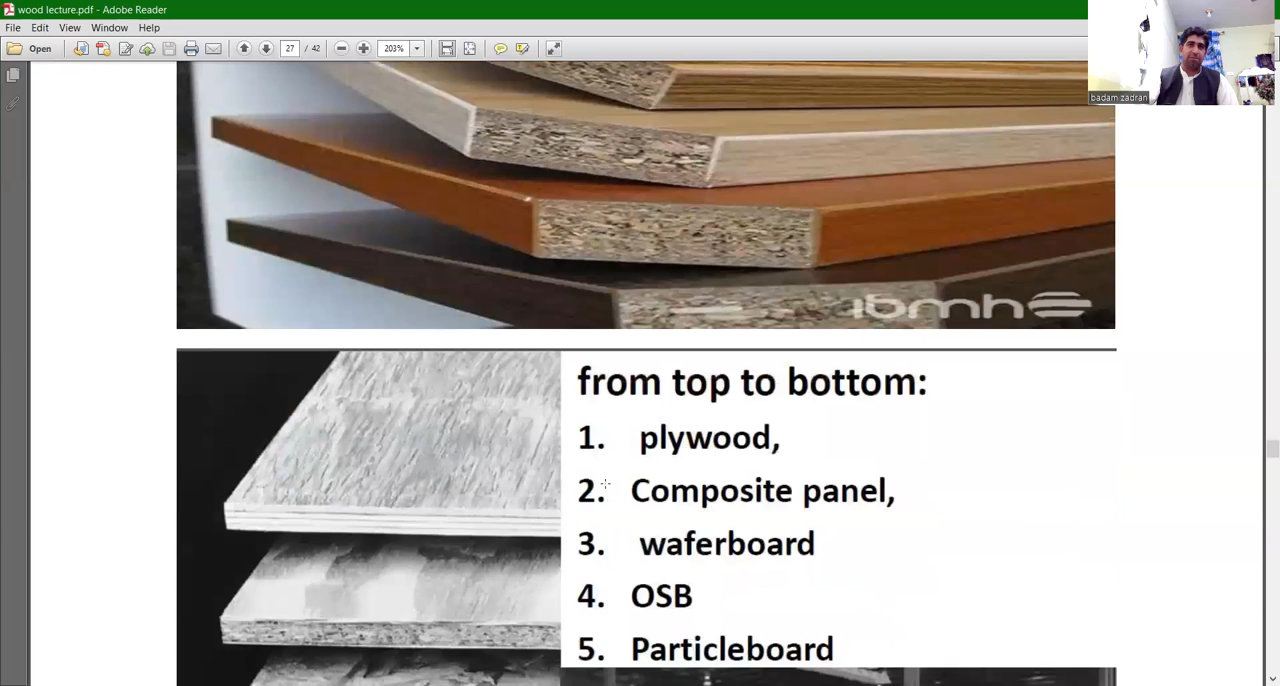 wood lecture.pdf - Adobe Reader
File Edit View Window Help
Open 27 / 42 203%
badam zadran
ibmh
from top to bottom:
1. plywood,
2. Composite panel,
3. waferboard
4. OSB
5. Particleboard